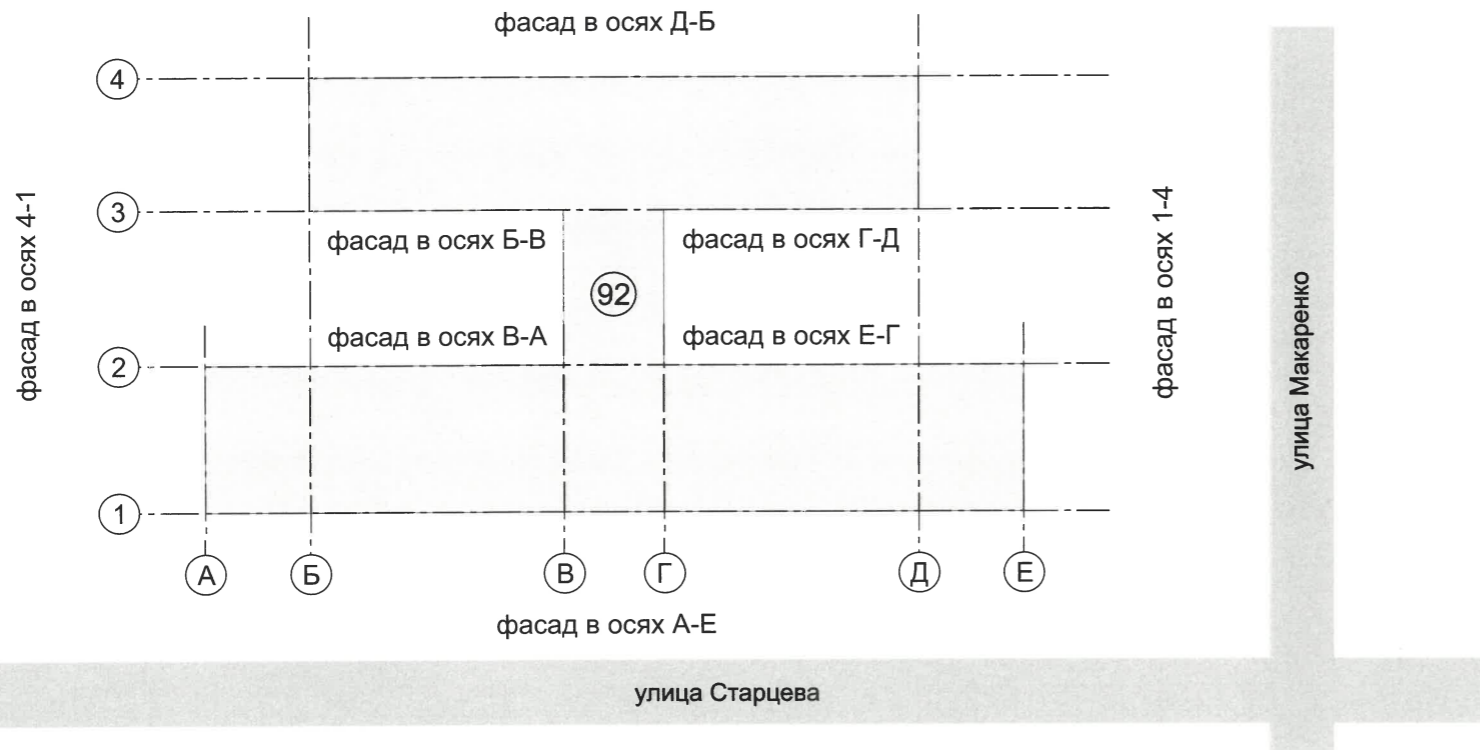 фасад в осях Д-Б
4
фасад в осях 4-1
3
фасад в осях Б-В
фасад в осях Г-Д
92
фасад в осях 1-4
фасад в осях В-А
фасад в осях Е-Г
2
улица Макаренко
1
А
Б
В
Г
Д
Е
фасад в осях А-Е
улица Старцева